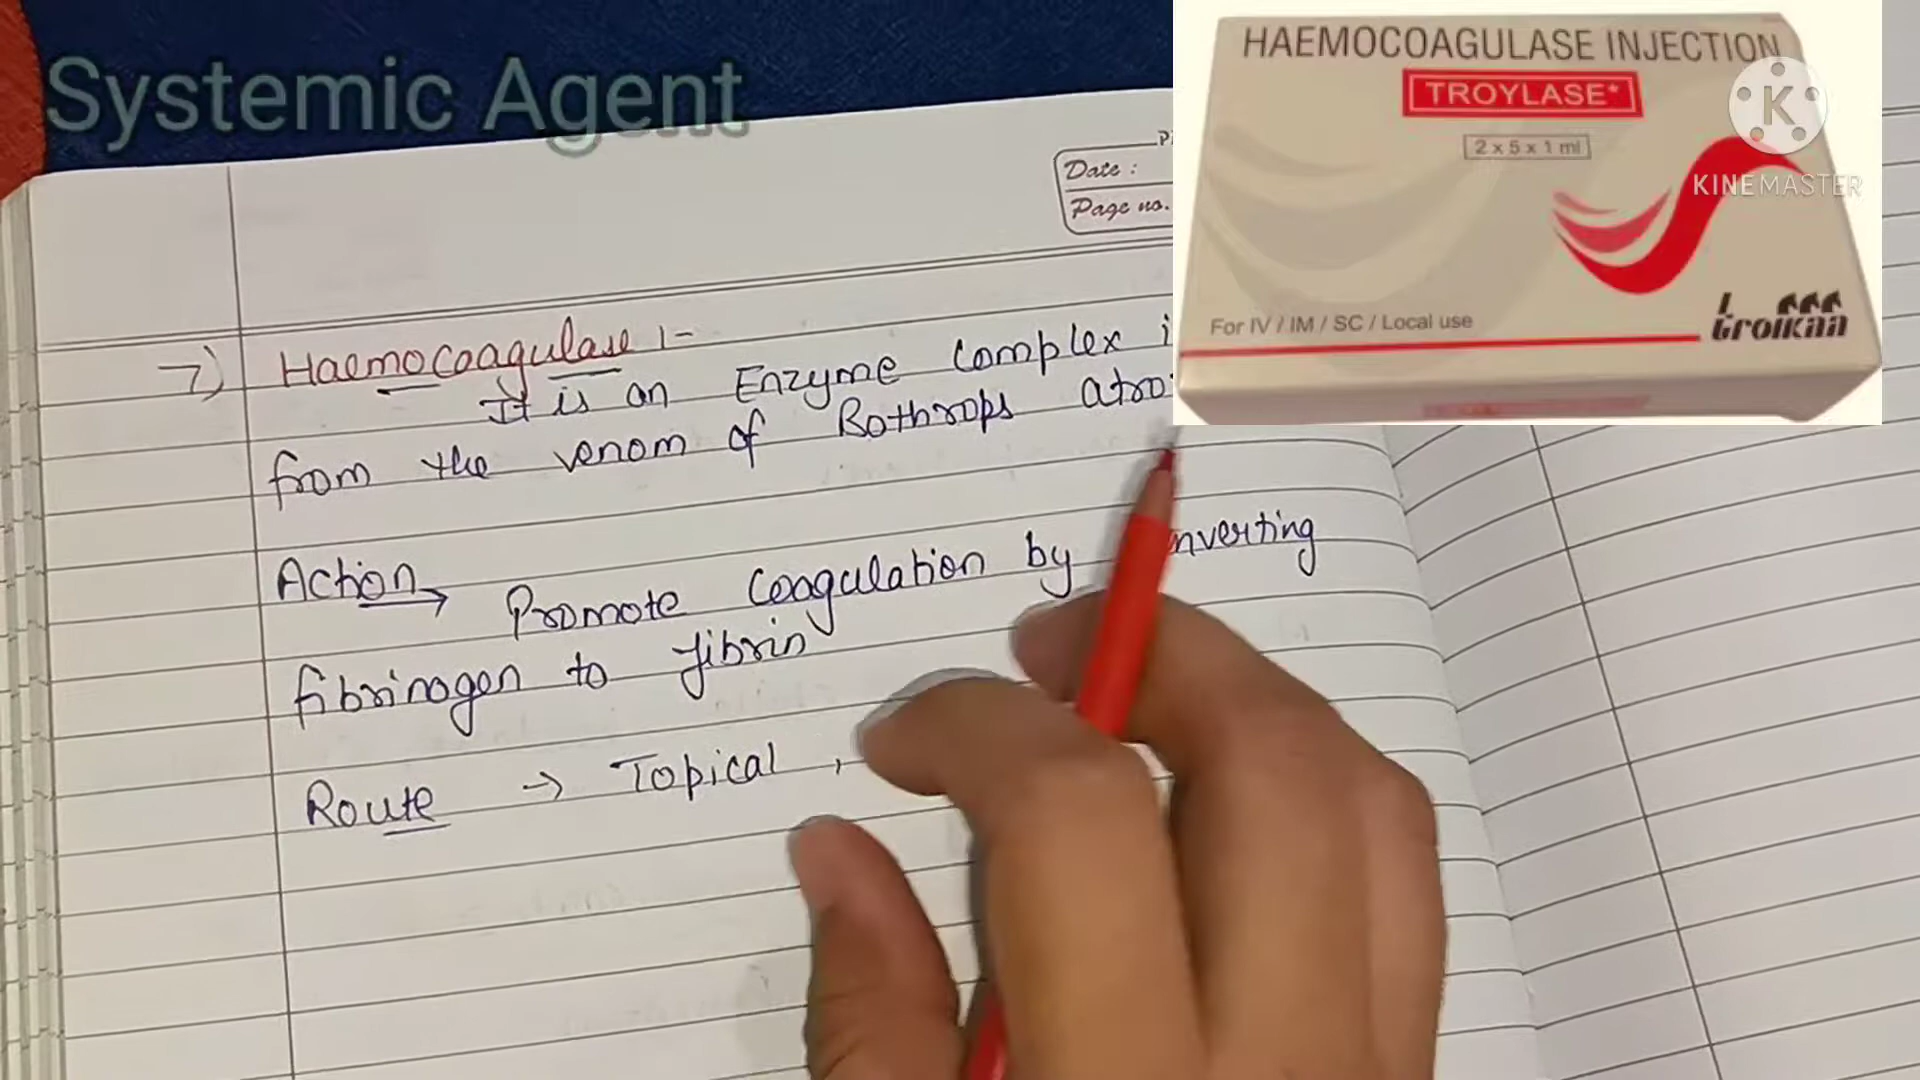 Systemic Agent
HAEMOCOAGULASE INJECTION
TROYLASE*
2 x 5 x 1 ml
K
KINEMASTER
For IV / IM / SC / Local use
troikaa
Date :
Page no.
7) Haemocoagulase :-
It is an Enzyme Complex
from the venom of Bothrops
Action → Promote Coagulation by
fibrinogen to fibrin
Route → Topical ,